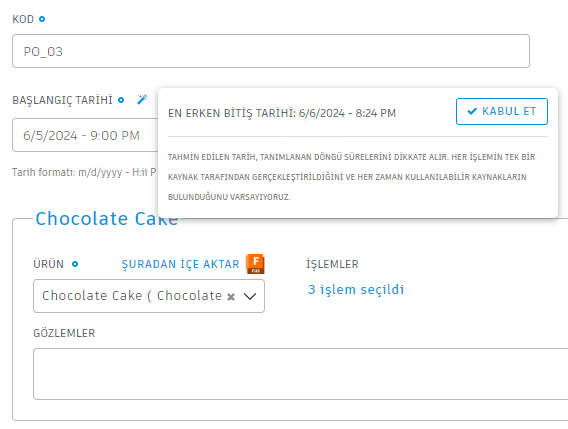 KOD
PO_03
BAŞLANGIÇ TARİHİ
6/5/2024 - 9:00 PM
Tarih formatı: m/d/yyyy - H:ii P
EN ERKEN BİTİŞ TARİHİ: 6/6/2024 - 8:24 PM
KABUL ET
TAHMİN EDİLEN TARİH, TANIMLANAN DÖNGÜ SÜRELERİNİ DİKKATE ALIR. HER İŞLEMİN TEK BİR
KAYNAK TARAFINDAN GERÇEKLEŞTİRİLDİĞİNİ VE HER ZAMAN KULLANILABİLİR KAYNAKLARIN
BULUNDUĞUNU VARSAYIYORUZ.
Chocolate Cake
ÜRÜN
ŞURADAN İÇE AKTAR
F
FUS
İŞLEMLER
Chocolate Cake ( Chocolate
3 işlem seçildi
GÖZLEMLER